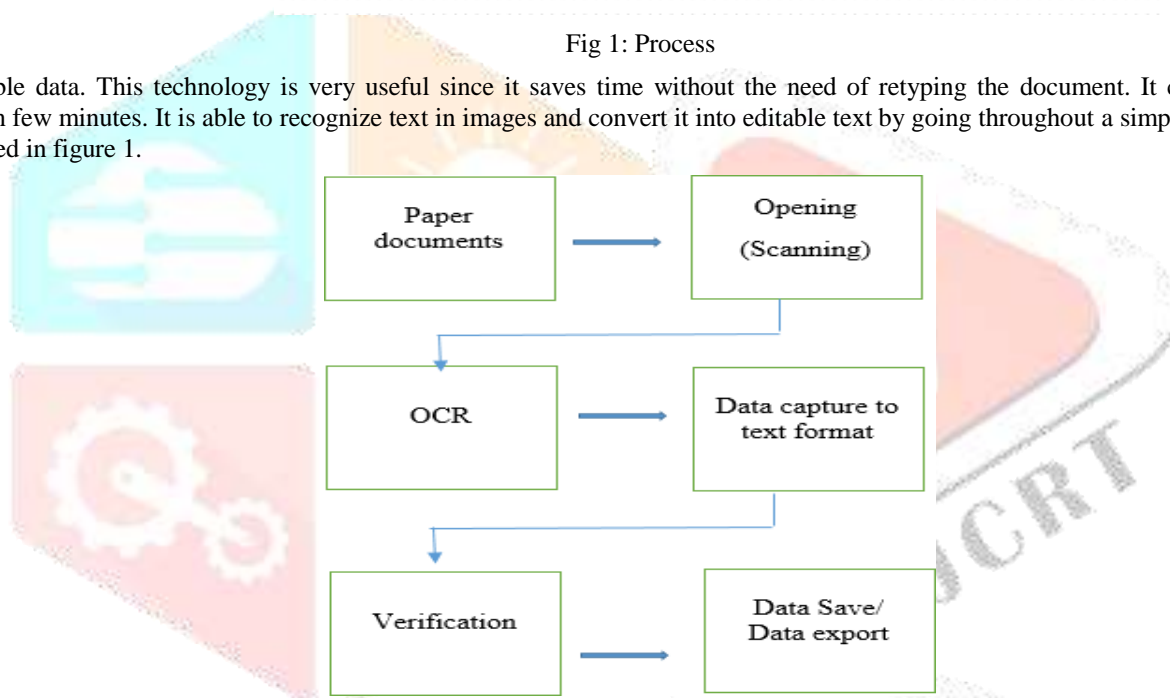 Fig 1: Process
ble data. This technology is very useful since it saves time without the need of retyping the document. It
few minutes. It is able to recognize text in images and convert it into editable text by going throughout a
ed in figure 1.
Paper
documents
Opening
(Scanning)
OCR
Data capture to
text format
Verification
Data Save/
Data export
JCRT